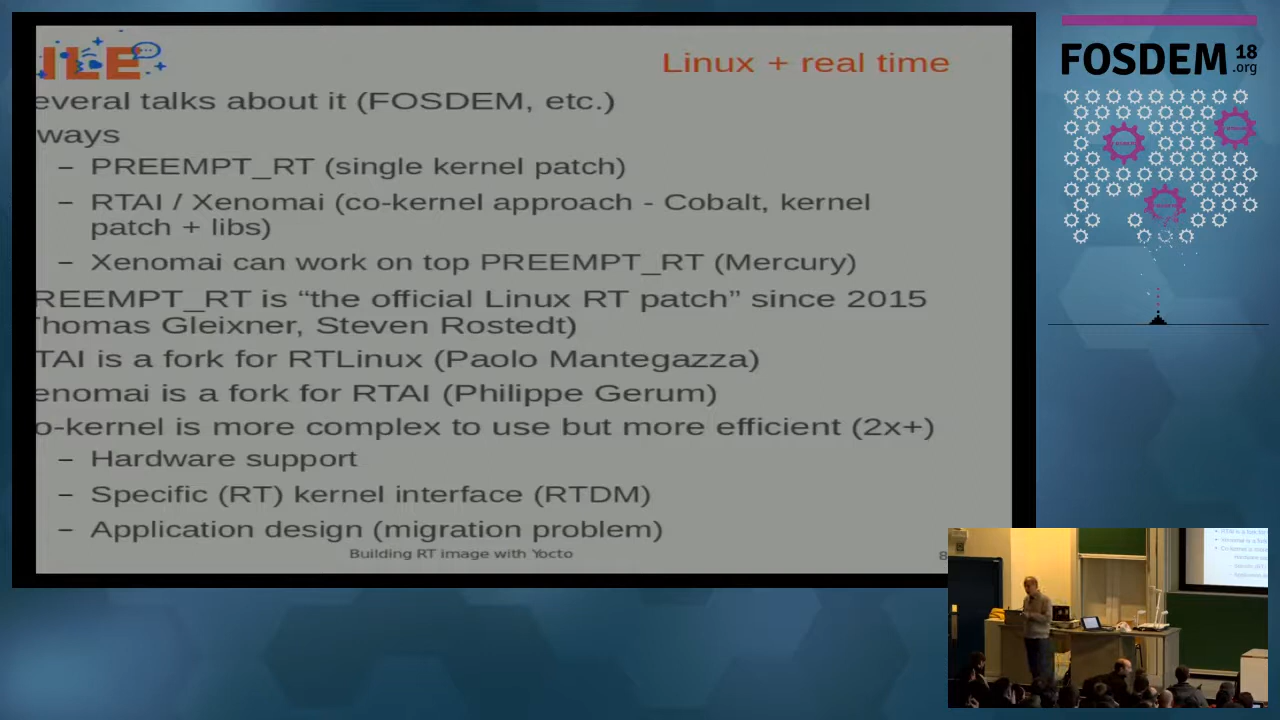 ILE
Linux + real time
everal talks about it (FOSDEM, etc.)
ways
– PREEMPT_RT (single kernel patch)
– RTAI / Xenomai (co-kernel approach - Cobalt, kernel
patch + libs)
– Xenomai can work on top PREEMPT_RT (Mercury)
REEMPT_RT is “the official Linux RT patch” since 2015
Thomas Gleixner, Steven Rostedt)
TAI is a fork for RTLinux (Paolo Mantegazza)
enomai is a fork for RTAI (Philippe Gerum)
o-kernel is more complex to use but more efficient (2x+)
– Hardware support
– Specific (RT) kernel interface (RTDM)
– Application design (migration problem)
Building RT image with Yocto
8
FOSDEM 18
.org